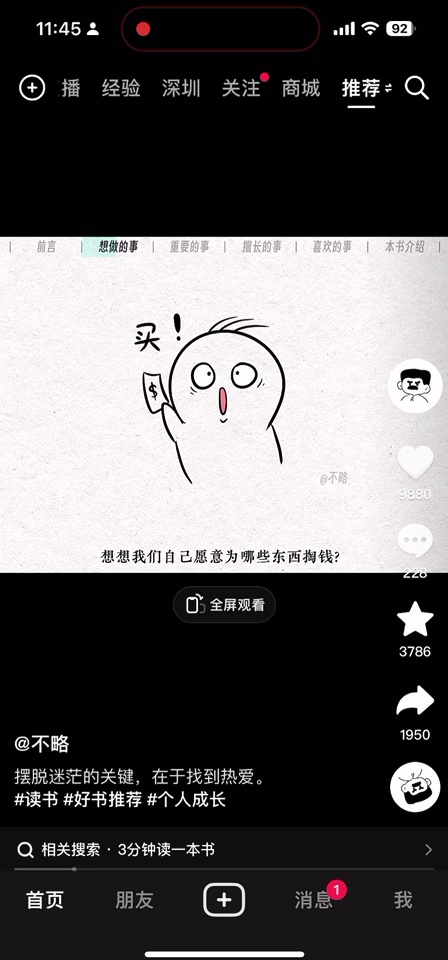 11:45
92
播 经验 深圳 关注 商城 推荐
前言 | 想做的事 | 重要的事 | 擅长的事 | 喜欢的事 | 本书介绍
买！
$
@不略
想想我们自己愿意为哪些东西掏钱?
9880
228
全屏观看
3786
1950
@不略
摆脱迷茫的关键，在于找到热爱。
#读书 #好书推荐 #个人成长
相关搜索 · 3分钟读一本书
首页 朋友 消息 1 我